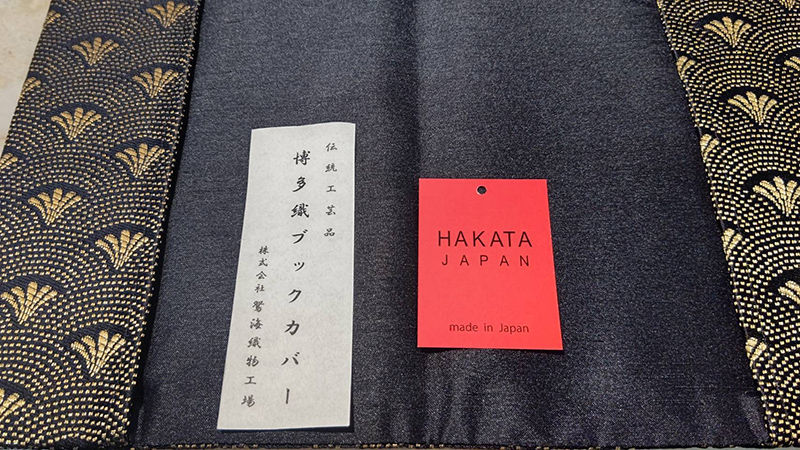 伝統工芸品
博多織ブックカバー
株式会社鷲海織物工場
HAKATA
JAPAN
made in Japan